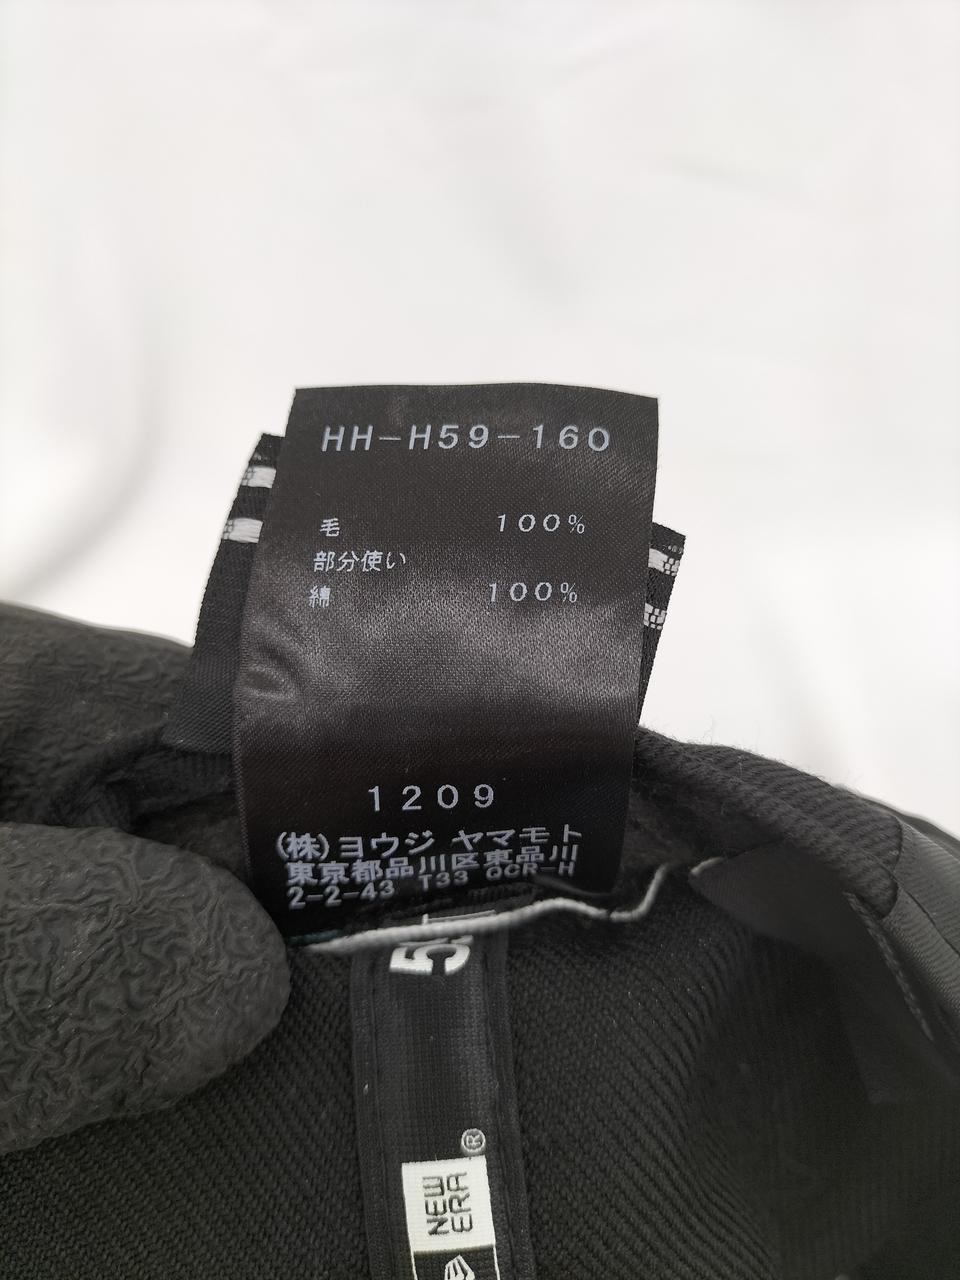 HH-H59-160
毛 100%
部分使い
綿 100%
1209
(株)ヨウジ ヤマモト
東京都品川区東品川
2-2-43 T33 OCR-H
NEW
ERA
®